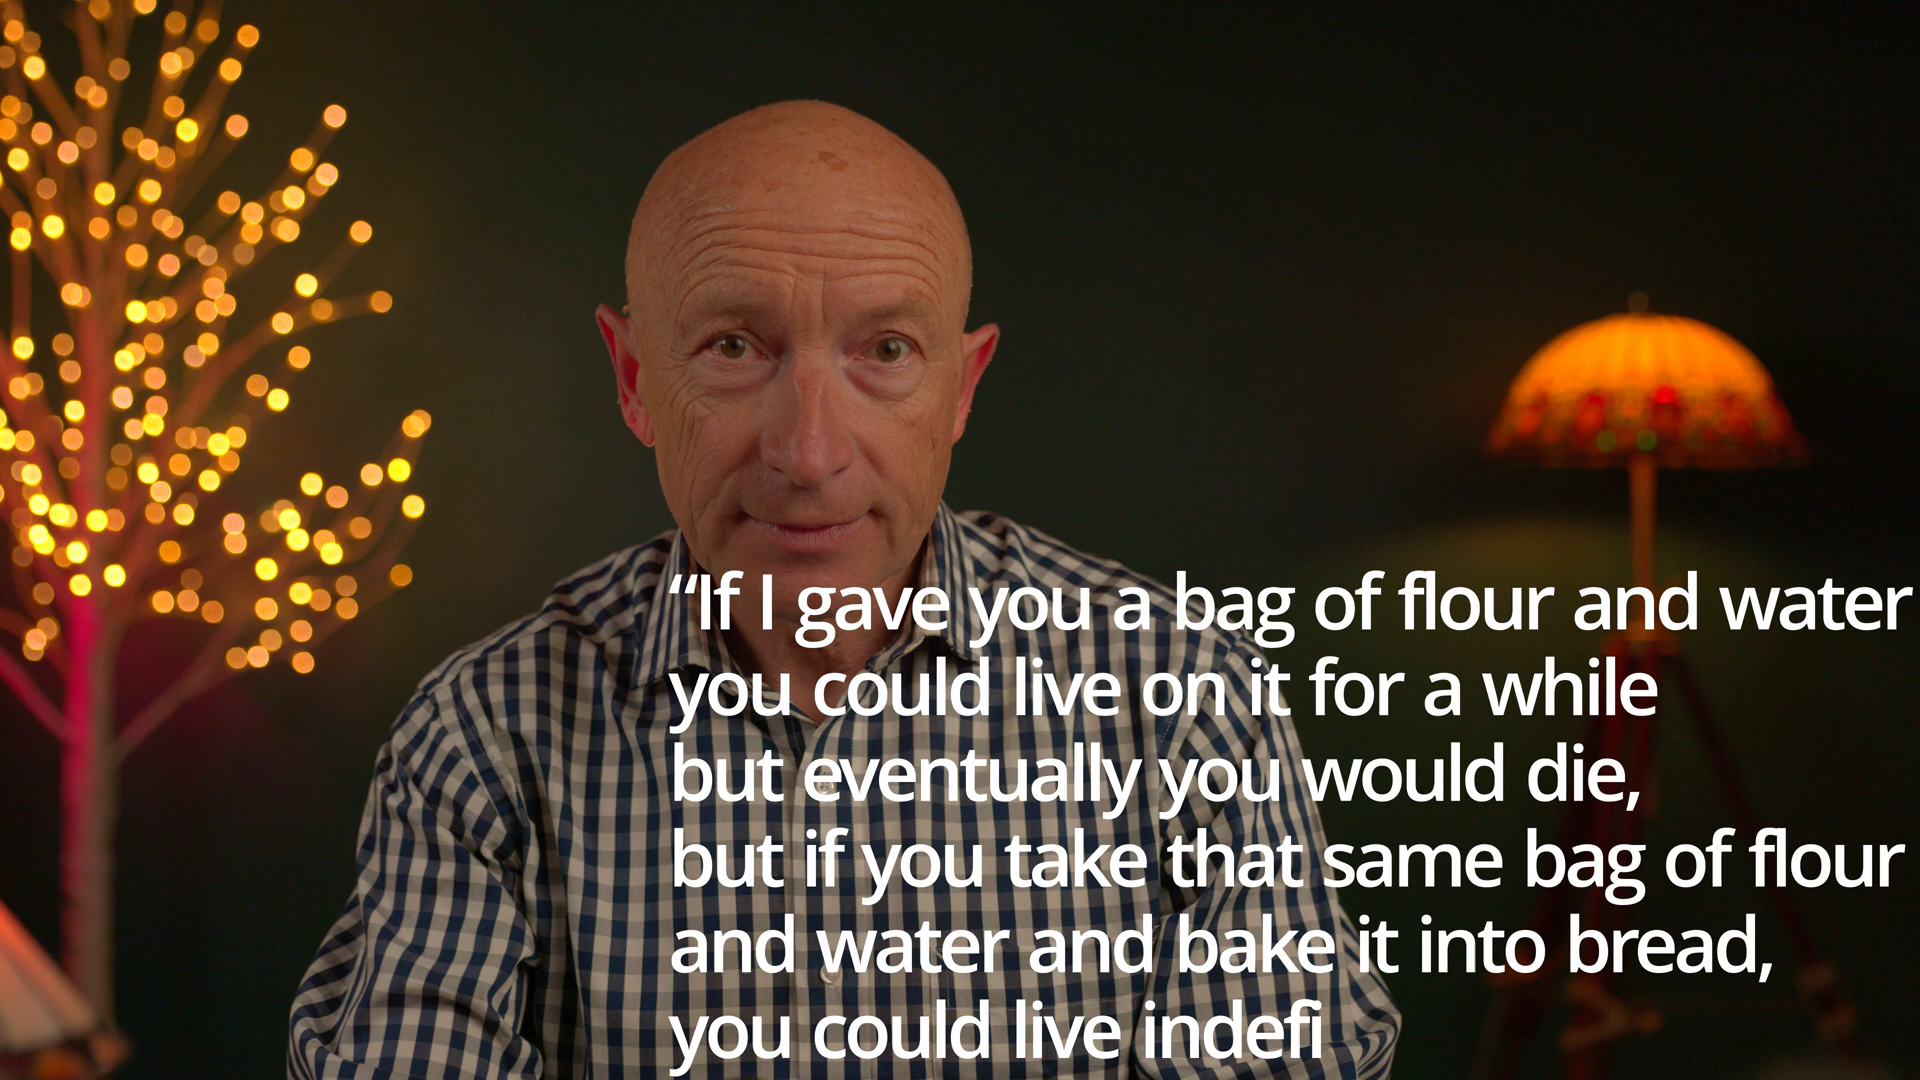 “If I gave you a bag of flour and water
you could live on it for a while
but eventually you would die,
but if you take that same bag of flour
and water and bake it into bread,
you could live indefi